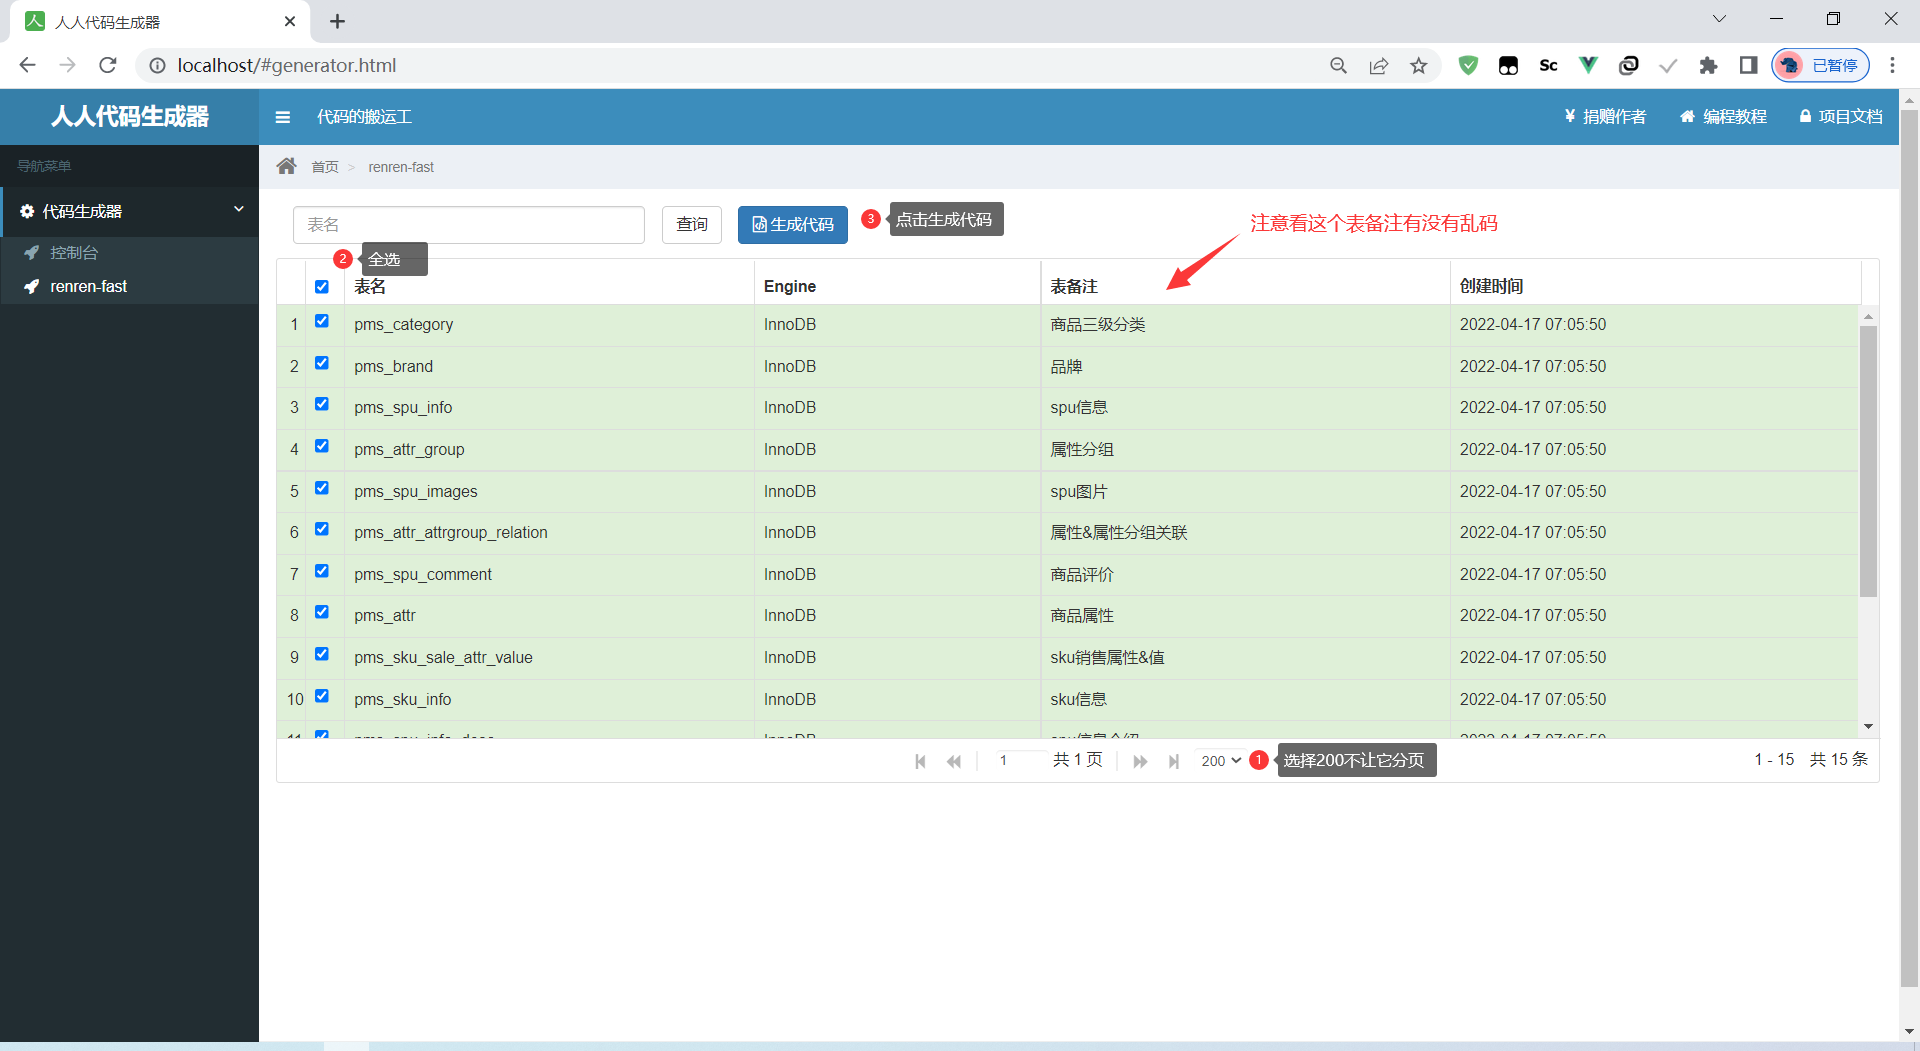 人人代码生成器
localhost/#generator.html
Sc
已暂停
人人代码生成器
代码的搬运工
捐赠作者
编程教程
项目文档
导航菜单
首页 > renren-fast
代码生成器
控制台
renren-fast
表名
查询
生成代码
3 点击生成代码
注意看这个表备注有没有乱码
2 全选
表名 Engine 表备注 创建时间
1 pms_category InnoDB 商品三级分类 2022-04-17 07:05:50
2 pms_brand InnoDB 品牌 2022-04-17 07:05:50
3 pms_spu_info InnoDB spu信息 2022-04-17 07:05:50
4 pms_attr_group InnoDB 属性分组 2022-04-17 07:05:50
5 pms_spu_images InnoDB spu图片 2022-04-17 07:05:50
6 pms_attr_attrgroup_relation InnoDB 属性&属性分组关联 2022-04-17 07:05:50
7 pms_spu_comment InnoDB 商品评价 2022-04-17 07:05:50
8 pms_attr InnoDB 商品属性 2022-04-17 07:05:50
9 pms_sku_sale_attr_value InnoDB sku销售属性&值 2022-04-17 07:05:50
10 pms_sku_info InnoDB sku信息 2022-04-17 07:05:50
1 共 1 页 200
1 选择200不让它分页
1 - 15 共 15 条